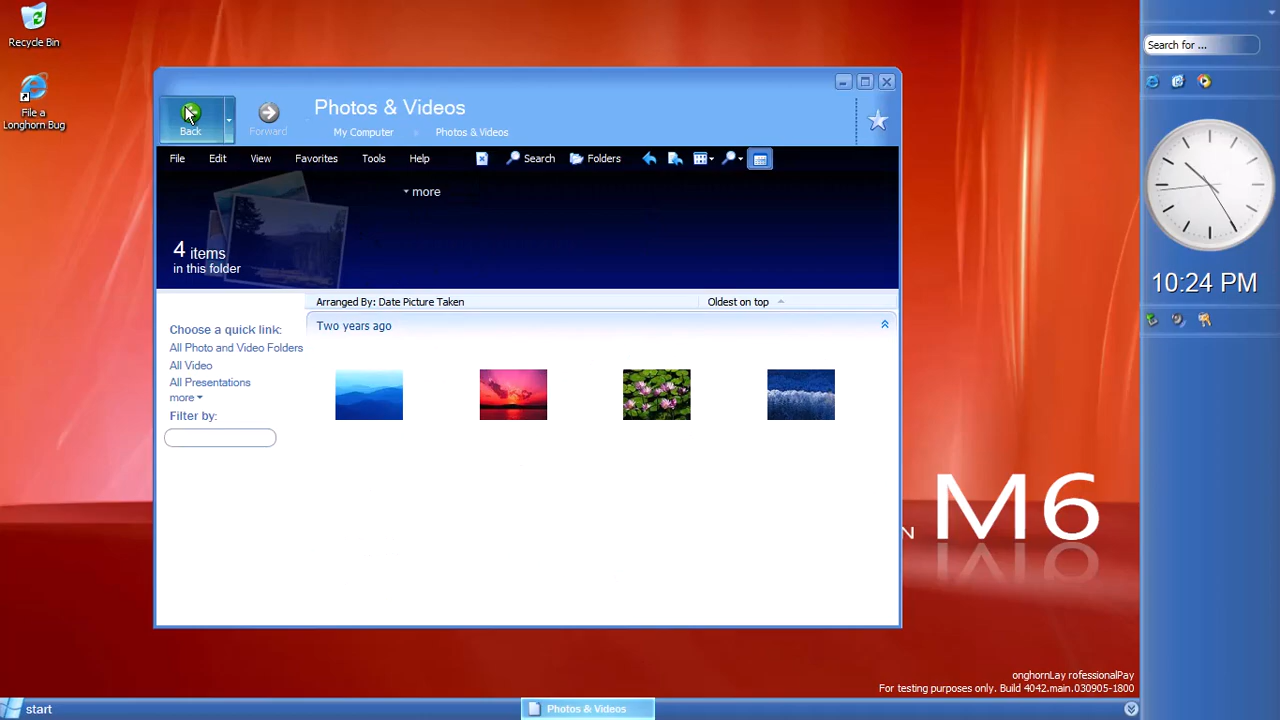 Recycle Bin
File a
Longhorn Bug
Back
Forward
Photos & Videos
My Computer
Photos & Videos
File
Edit
View
Favorites
Tools
Help
Search
Folders
more
4 items
in this folder
Arranged By: Date Picture Taken
Oldest on top
Two years ago
Choose a quick link:
All Photo and Video Folders
All Video
All Presentations
more
Filter by:
Search for ...
10:24 PM
N M6
onghornLay rofessionalPay
For testing purposes only. Build 4042.main.030905-1800
start
Photos & Videos